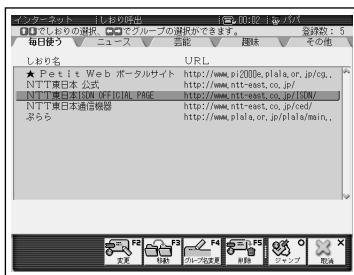 インターネット しおり呼出 00:02 パパ
でしおりの選択、でグループの選択ができます。 登録数: 5
毎日使う ニュース 芸能 趣味 その他
しおり名 URL
★ Petit Web ポータルサイト http://www.pi2000e.plala.or.jp/cg..
NTT東日本 公式 http://www.ntt-east.co.jp/
NTT東日本ISDN OFFICIAL PAGE http://www.ntt-east.co.jp/ISDN/
NTT東日本通信機器 http://www.ntt-east.co.jp/ced/
ぷらら http://www.plala.or.jp/plala/main..
F2 F3 F4 F5 O X
変更 移動 グループ名変更 削除 ジャンプ 取消